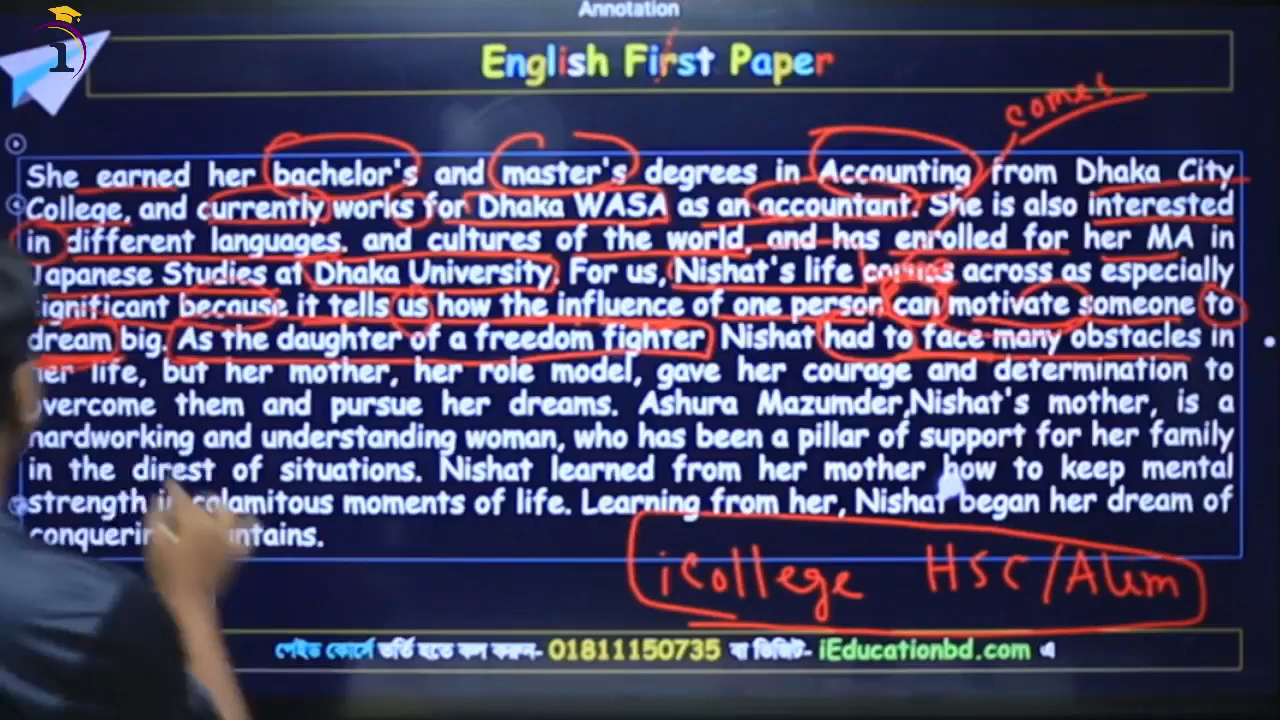 Annotation
i
English First Paper
comes
She earned her bachelor's and master's degrees in Accounting from Dhaka City
College, and currently works for Dhaka WASA as an accountant. She is also interested
in different languages. and cultures of the world, and has enrolled for her MA in
Japanese Studies at Dhaka University. For us, Nishat's life comes across as especially
significant because it tells us how the influence of one person can motivate someone to
dream big. As the daughter of a freedom fighter Nishat had to face many obstacles in
her life, but her mother, her role model, gave her courage and determination to
overcome them and pursue her dreams. Ashura Mazumder,Nishat's mother, is a
hardworking and understanding woman, who has been a pillar of support for her family
in the direst of situations. Nishat learned from her mother how to keep mental
strength calamitous moments of life. Learning from her, Nishat began her dream of
iCollege HSC/Alim
পেইড কোর্সে ভর্তি হতে কল করুন- 01811150735 বা ভিজিট- iEducationbd.com এ